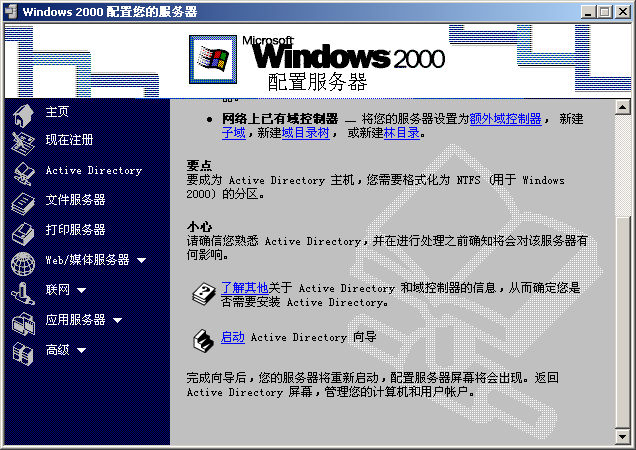 Windows 2000 配置您的服务器
Microsoft
Windows 2000
配置服务器
主页
现在注册
Active Directory
文件服务器
打印服务器
Web/媒体服务器
联网
应用服务器
高级
• 网络上已有域控制器 — 将您的服务器设置为额外域控制器， 新建
子域，新建域目录树， 或新建林目录。
要点
要成为 Active Directory 主机，您需要格式化为 NTFS (用于 Windows
2000) 的分区。
小心
请确信您熟悉 Active Directory，并在进行处理之前确知将会对该服务器有
何影响。
了解其他关于 Active Directory 和域控制器的信息，从而确定您是
否需要安装 Active Directory。
启动 Active Directory 向导
完成向导后，您的服务器将重新启动，配置服务器屏幕将会出现。返回
Active Directory 屏幕，管理您的计算机和用户帐户。